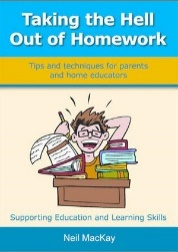 Taking the Hell
Out of Homework
Tips and techniques for parents
and home educators
Supporting Education and Learning Skills
Neil MacKay